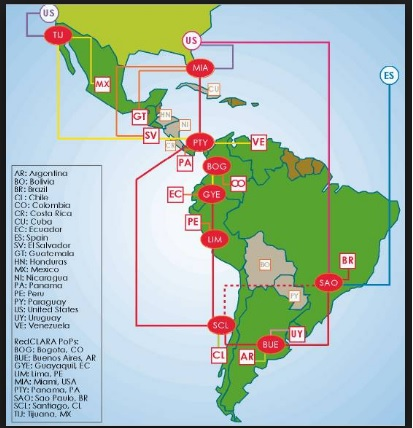 US
TIJ
US
MIA
ES
MX
CU
GT
HN
NI
SV
CR
PTY
VE
PA
BOG
CO
EC
GYE
PE
LIM
BO
BR
SAO
PY
SCL
UY
BUE
CL
AR
AR: Argentina
BO: Bolivia
BR: Brazil
CL: Chile
CO: Colombia
CR: Costa Rica
CU: Cuba
EC: Ecuador
ES: Spain
SV: El Salvador
GT: Guatemala
HN: Honduras
MX: Mexico
NI: Nicaragua
PA: Panama
PE: Peru
PY: Paraguay
US: United States
UY: Uruguay
VE: Venezuela
RedCLARA PoPs:
BOG: Bogota, CO
BUE: Buenos Aires, AR
GYE: Guayaquil, EC
LIM: Lima, PE
MIA: Miami, USA
PTY: Panama, PA
SAO: Sao Paulo, BR
SCL: Santiago, CL
TIJ: Tijuana, MX